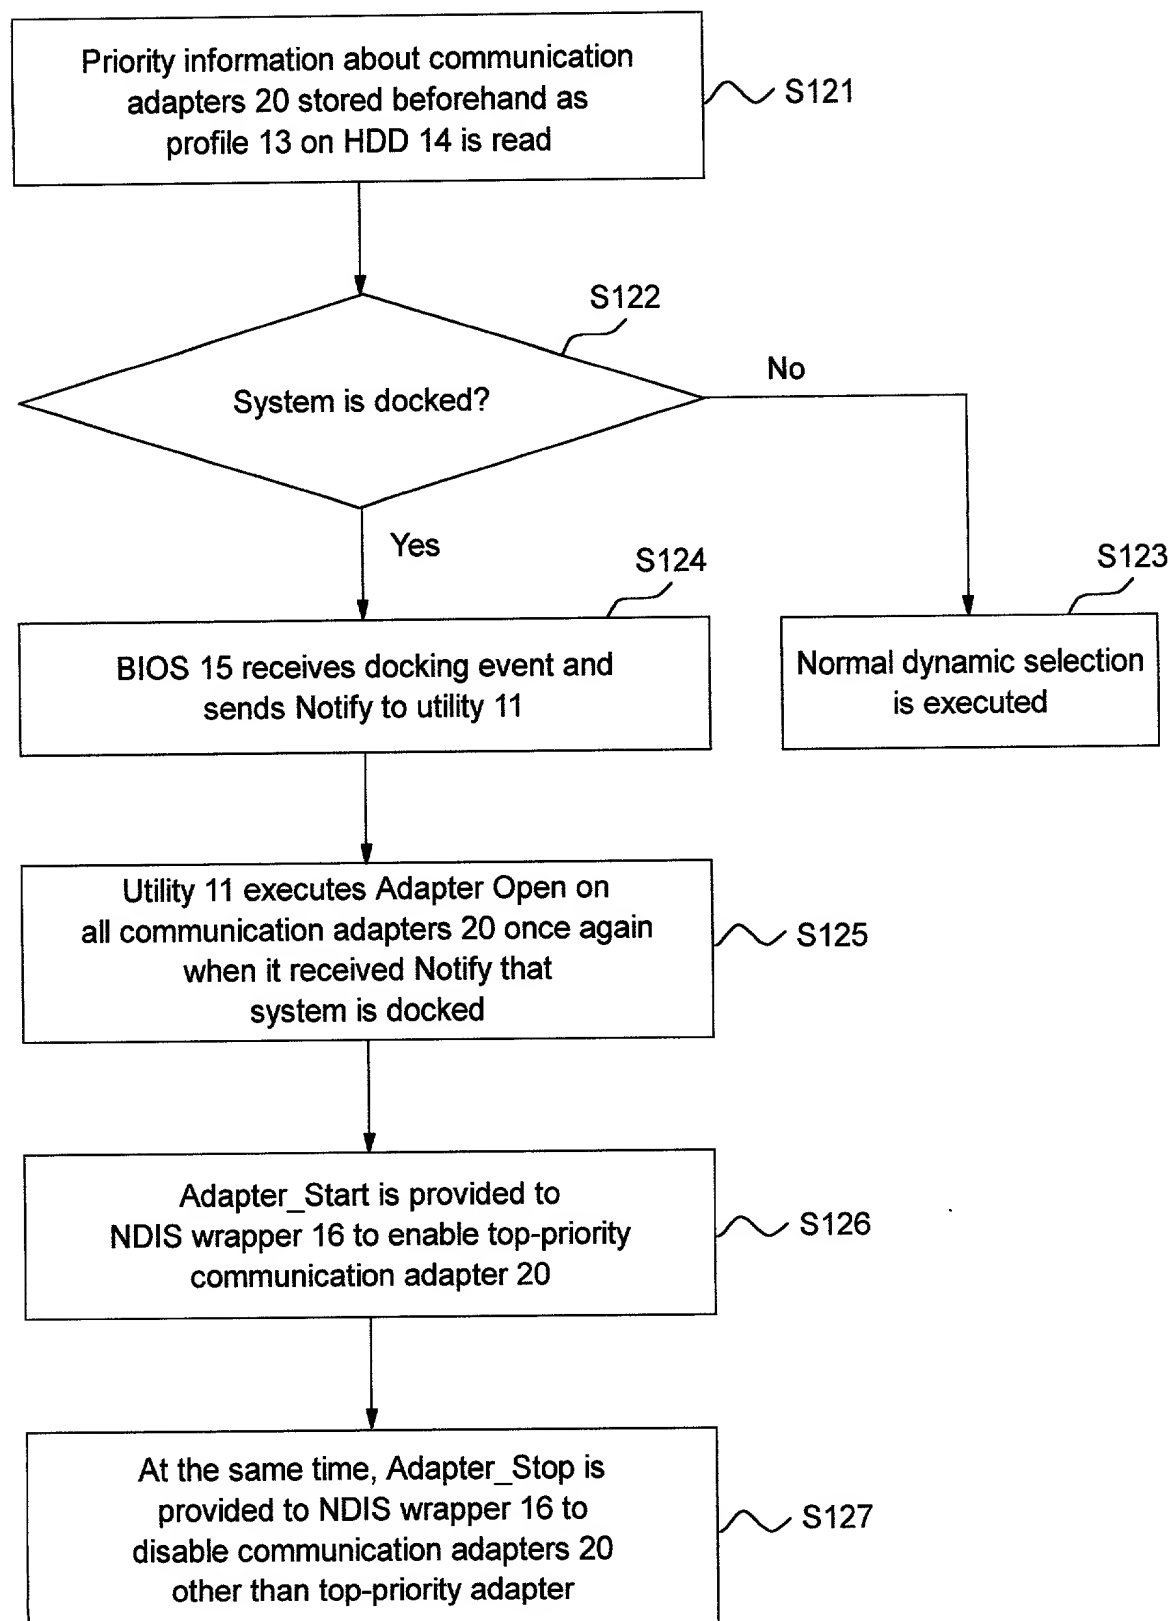 Priority information about communication
adapters 20 stored beforehand as
profile 13 on HDD 14 is read
S121
S122
System is docked?
No
Yes
S124
S123
BIOS 15 receives docking event and
sends Notify to utility 11
Normal dynamic selection
is executed
Utility 11 executes Adapter Open on
all communication adapters 20 once again
when it received Notify that
system is docked
S125
Adapter_Start is provided to
NDIS wrapper 16 to enable top-priority
communication adapter 20
S126
At the same time, Adapter_Stop is
provided to NDIS wrapper 16 to
disable communication adapters 20
other than top-priority adapter
S127